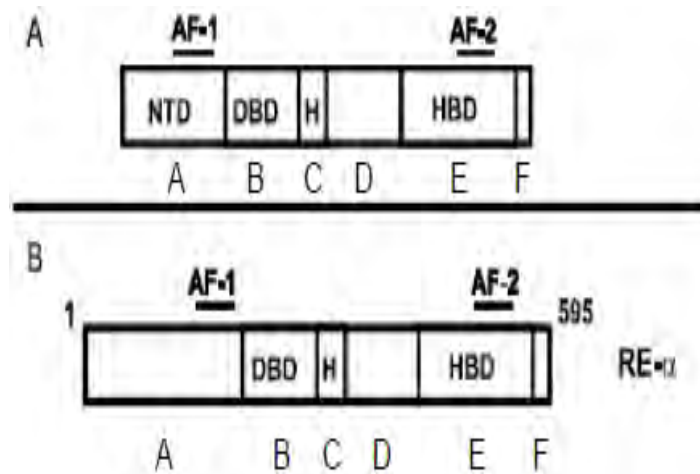 A
AF-1 AF-2
NTD DBD H HBD
A B C D E F
B
AF-1 AF-2
1 595
DBD H HBD RE-α
A B C D E F